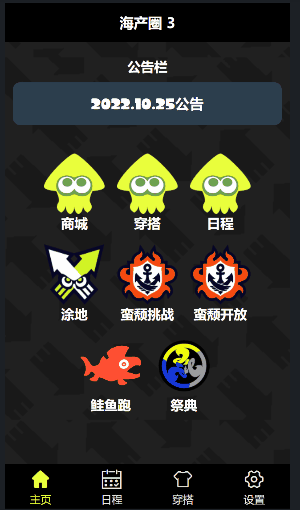 海产圈 3
公告栏
2022.10.25公告
商城 穿搭 日程
涂地 蛮颓挑战 蛮颓开放
鲑鱼跑 祭典
主页 日程 穿搭 设置